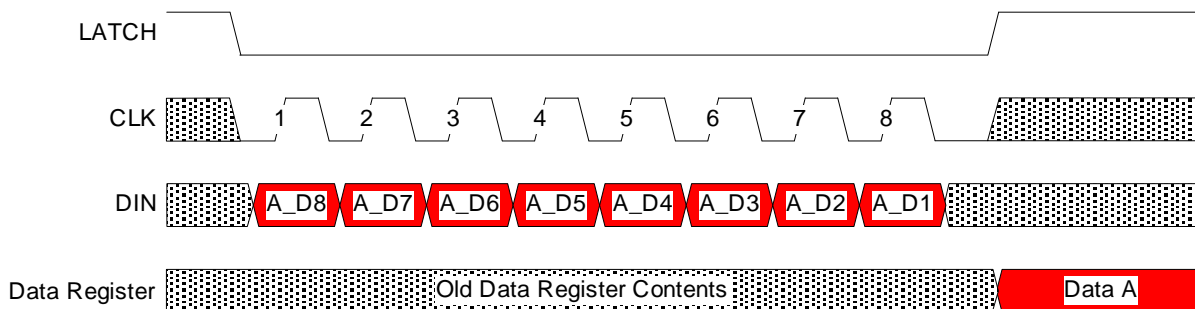 LATCH
CLK 1 2 3 4 5 6 7 8
DIN A_D8 A_D7 A_D6 A_D5 A_D4 A_D3 A_D2 A_D1
Data Register Old Data Register Contents Data A